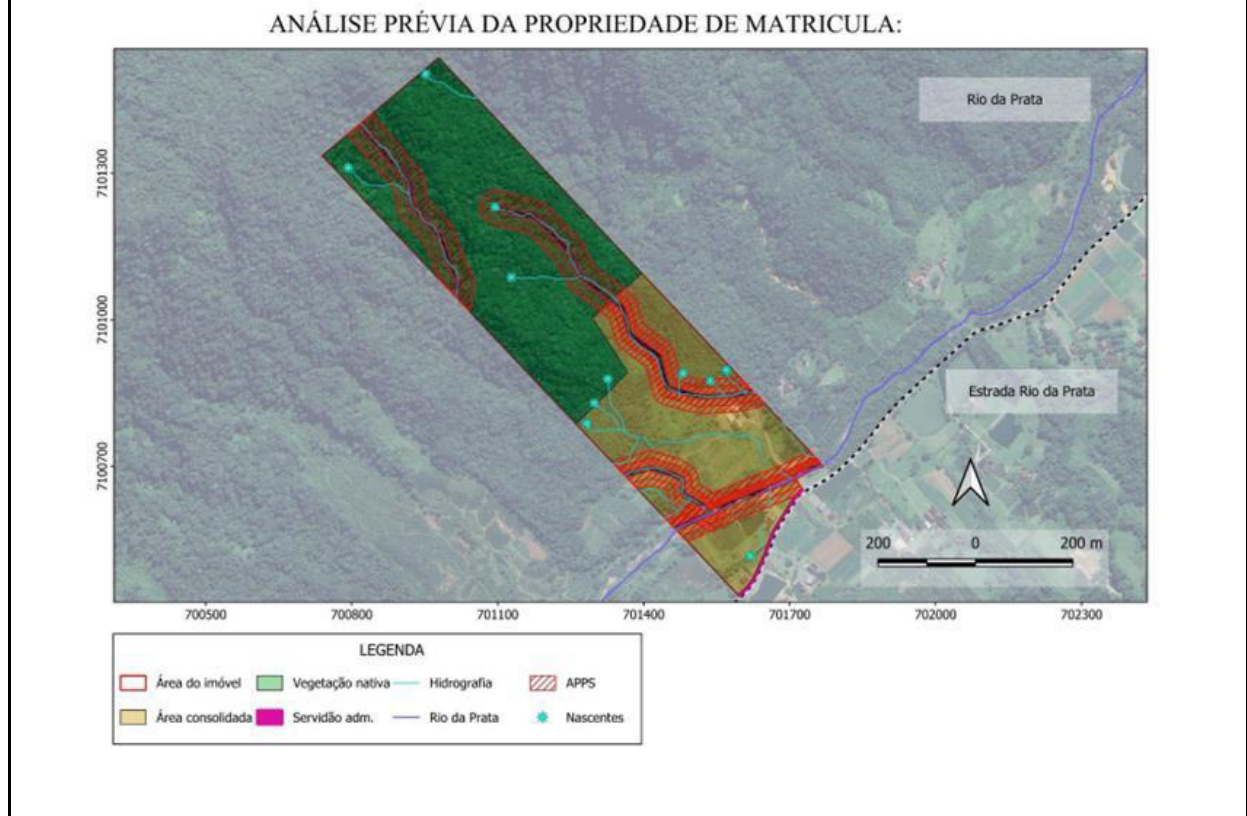 ANÁLISE PRÉVIA DA PROPRIEDADE DE MATRICULA:
Rio da Prata
7101300
7101000
Estrada Rio da Prata
7100700
200 0 200 m
700500 700800 701100 701400 701700 702000 702300
LEGENDA
Área do imóvel Vegetação nativa Hidrografia APPS
Área consolidada Servidão adm. Rio da Prata Nascentes